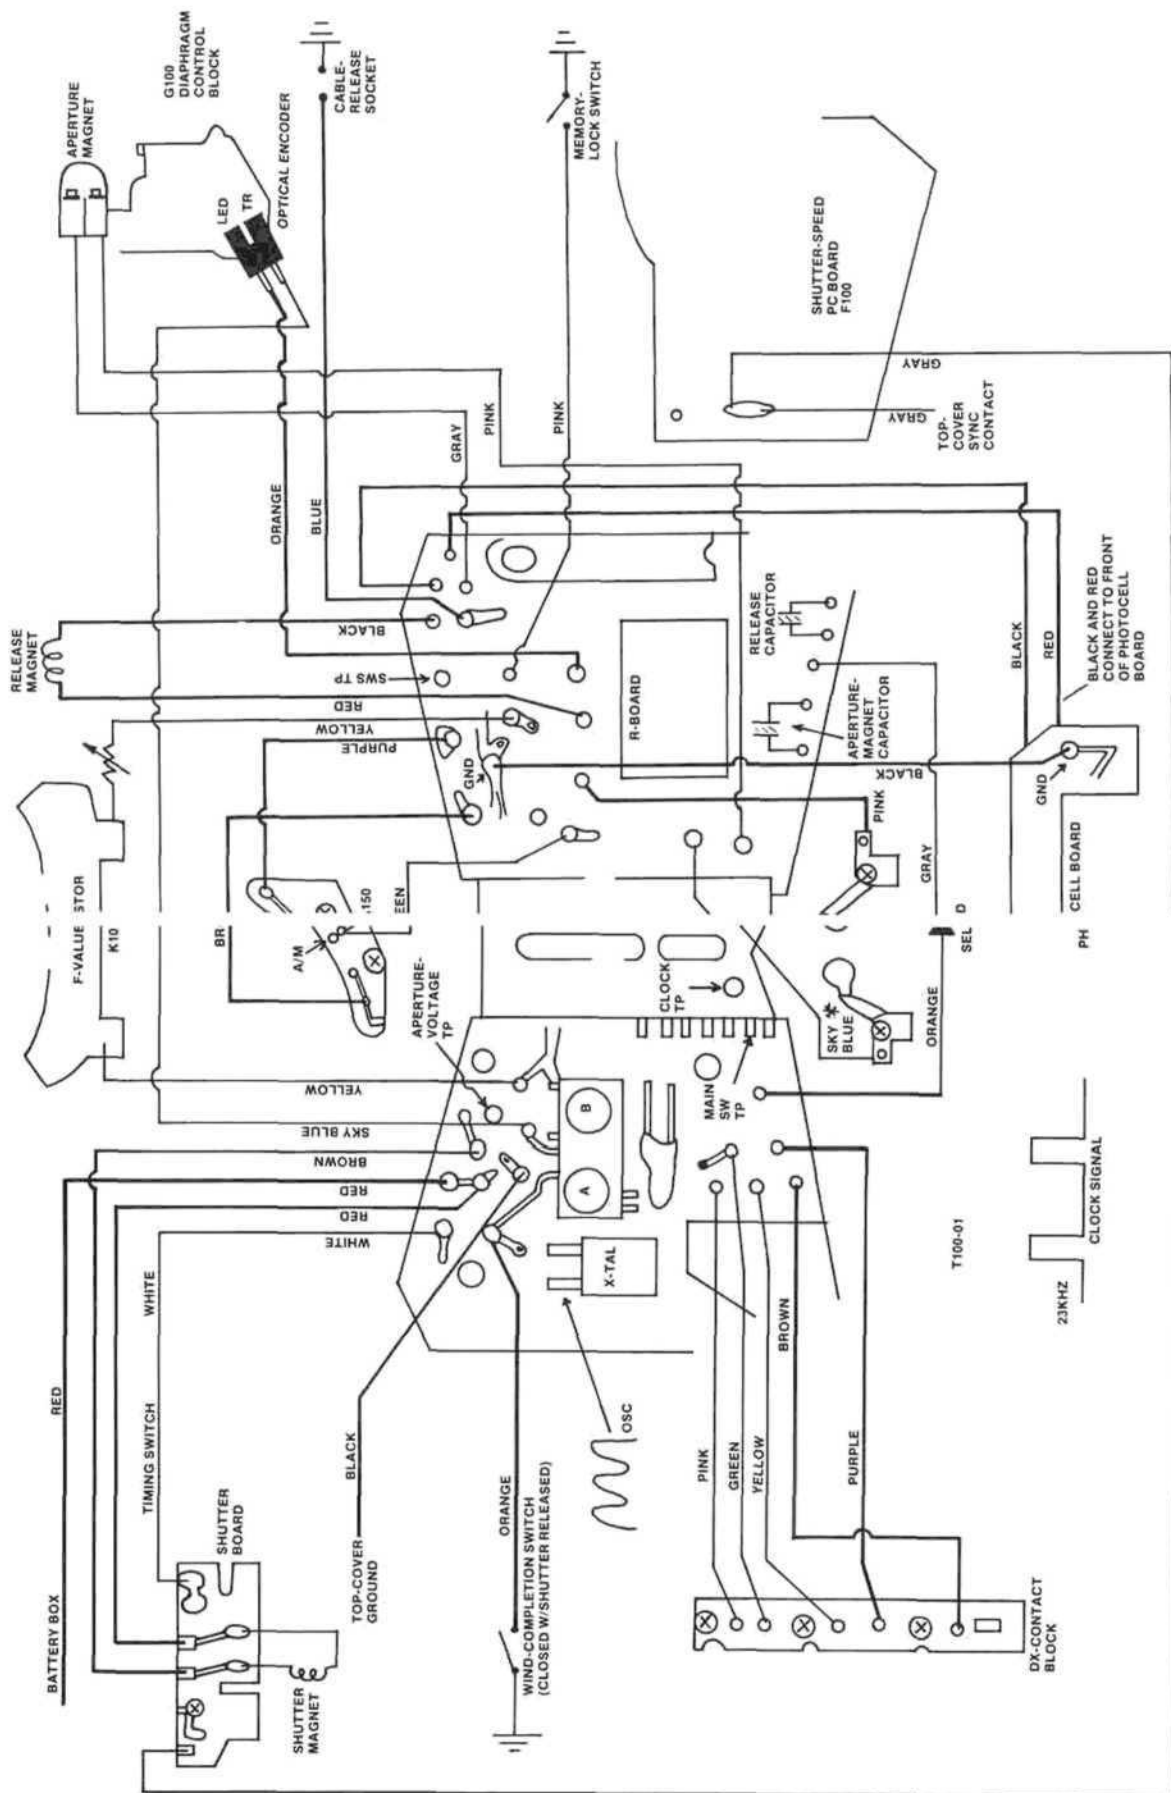 BATTERY BOX
RED
TIMING SWITCH
WHITE
SHUTTER
BOARD
SHUTTER
MAGNET
TOP-COVER
GROUND
BLACK
WIND-COMPLETION SWITCH
(CLOSED W/SHUTTER RELEASED)
ORANGE
OSC
DX-CONTACT
BLOCK
PINK
GREEN
YELLOW
PURPLE
BROWN
WHITE
RED
RED
BROWN
SKY BLUE
YELLOW
X-TAL
A
B
APERTURE-
VOLTAGE
TP
MAIN
SW
TP
CLOCK
TP
T100-01
23KHZ
CLOCK SIGNAL
F-VALUE
STOR
K10
BR
A/M
150
EEN
SKY
BLUE
ORANGE
SEL
D
GRAY
PINK
PH
CELL BOARD
GND
BLACK
GND
PURPLE
YELLOW
RED
SWS TP
BLACK
RELEASE
MAGNET
R-BOARD
APERTURE-
MAGNET
CAPACITOR
RELEASE
CAPACITOR
BLACK
RED
BLACK AND RED
CONNECT TO FRONT
OF PHOTOCELL
BOARD
ORANGE
BLUE
GRAY
PINK
PINK
APERTURE
MAGNET
G100
DIAPHRAGM
CONTROL
BLOCK
LED
TR
OPTICAL ENCODER
CABLE-
RELEASE
SOCKET
MEMORY-
LOCK SWITCH
SHUTTER-SPEED
PC BOARD
F100
GRAY
GRAY
TOP-
COVER
SYNC
CONTACT